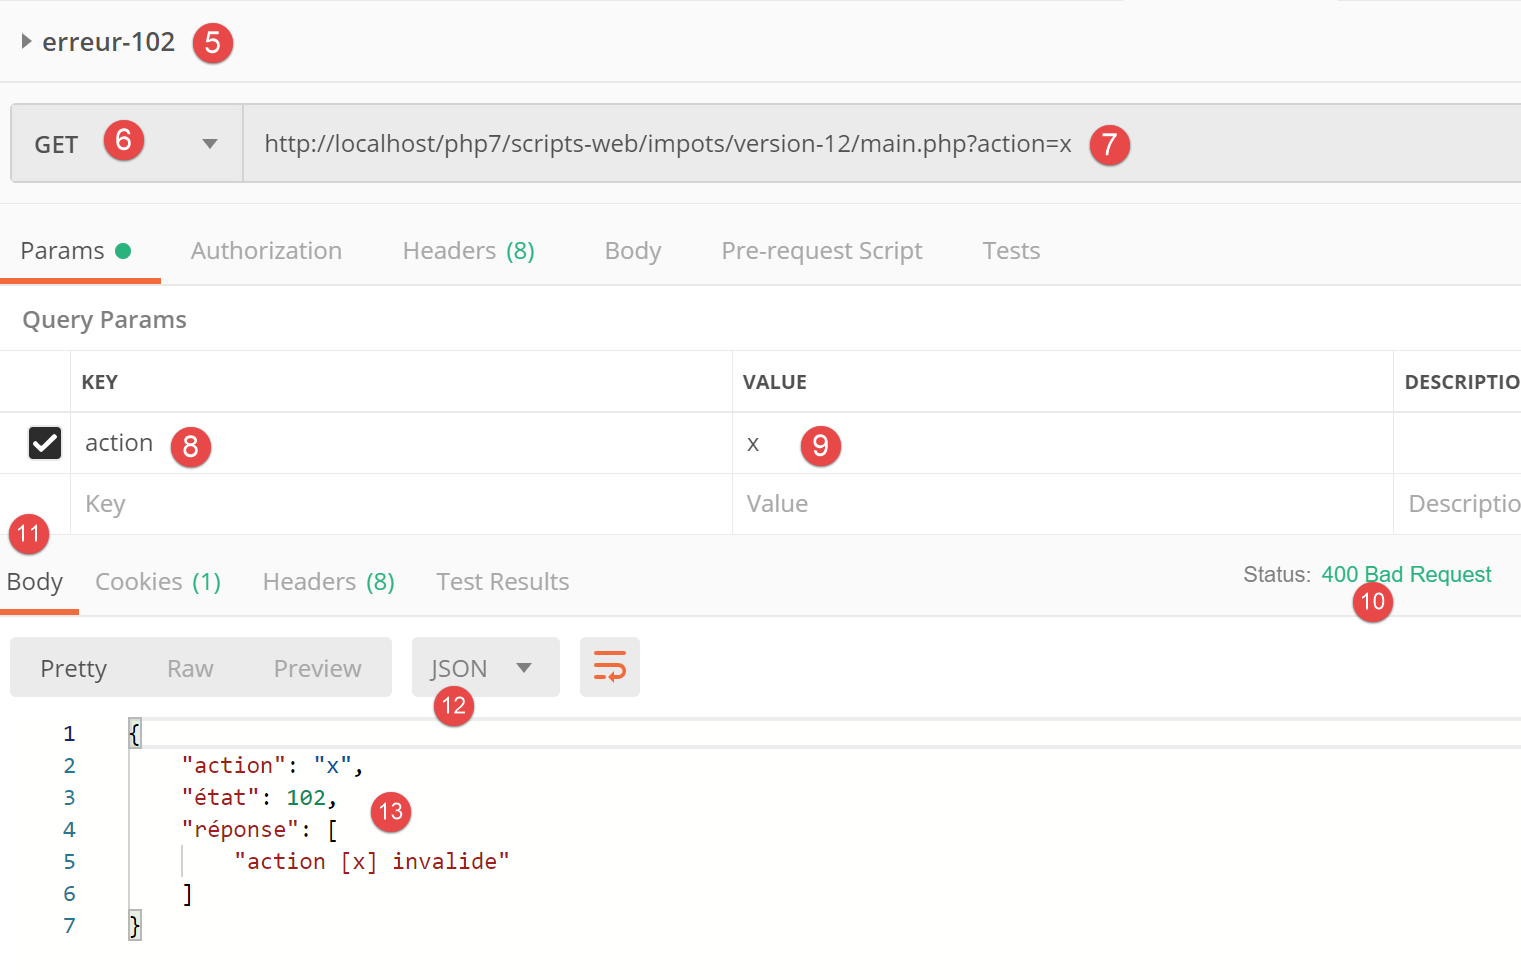 erreur-102 5
GET 6 http://localhost/php7/scripts-web/impots/version-12/main.php?action=x 7
Params Authorization Headers (8) Body Pre-request Script Tests
Query Params
KEY VALUE DESCRIPTIO
action 8 x 9
Key Value Descriptio
11
Body Cookies (1) Headers (8) Test Results Status: 400 Bad Request
10
Pretty Raw Preview JSON
12
1 {
2 "action": "x",
3 "état": 102,
13
4 "réponse": [
5 "action [x] invalide"
6 ]
7 }